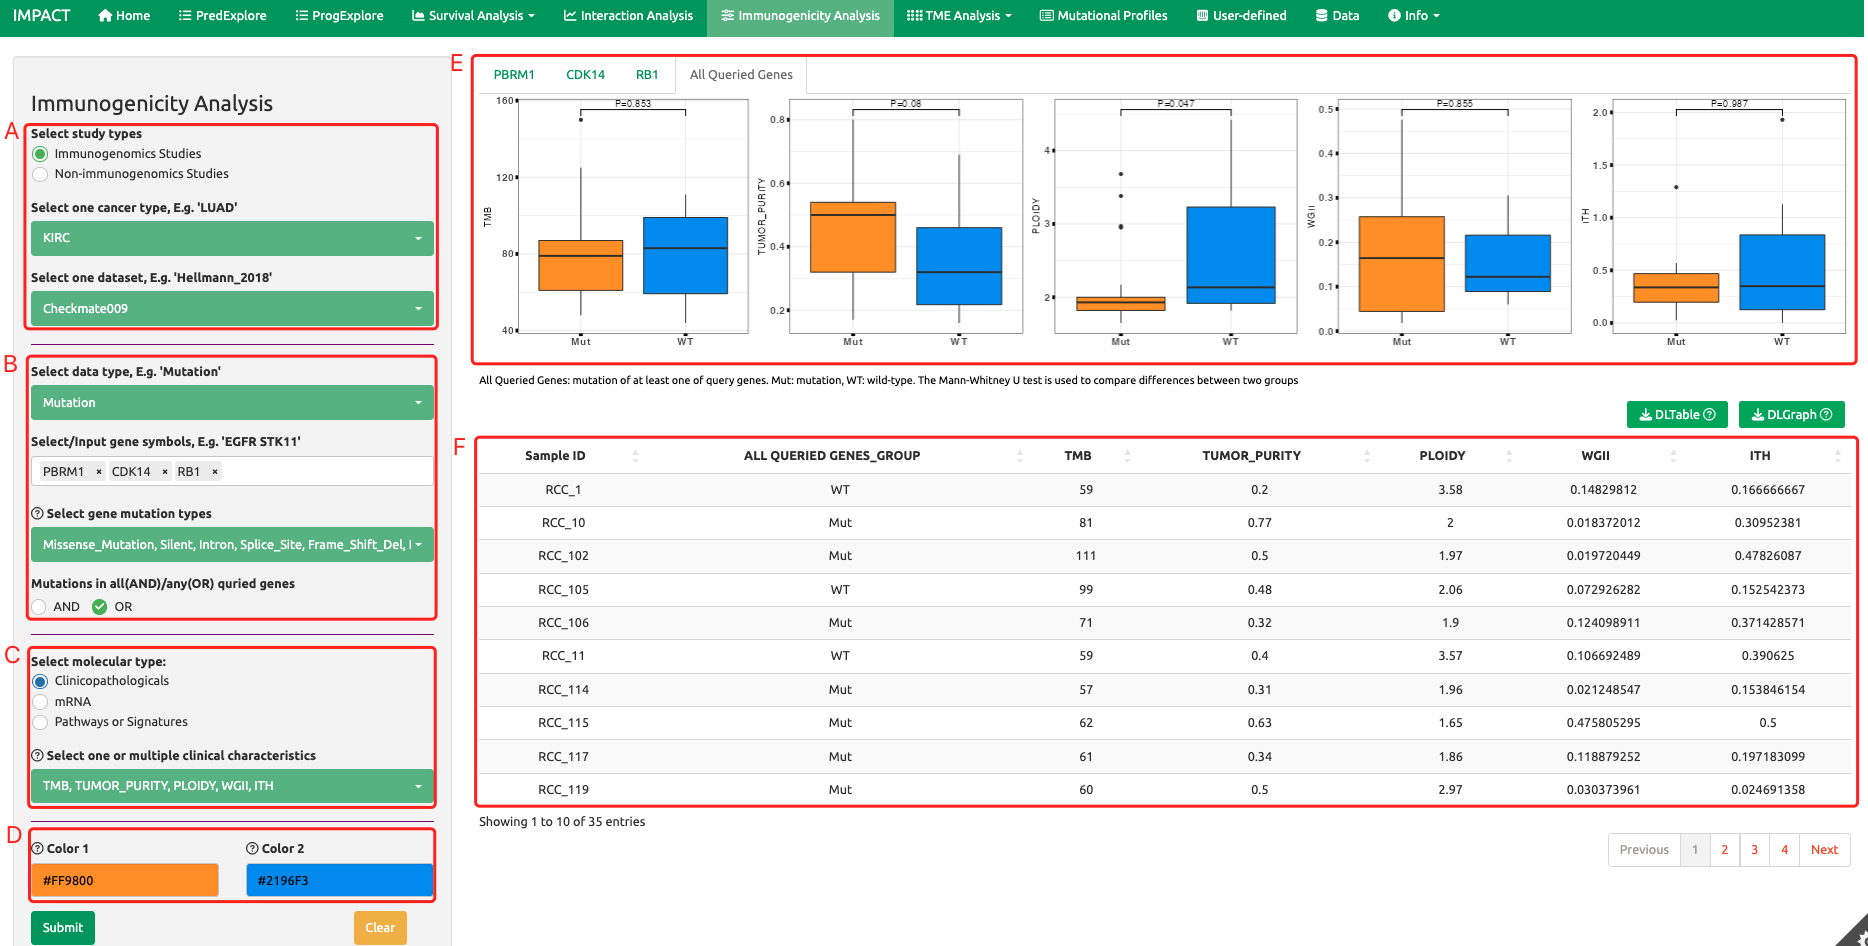 IMPACT Home PredExplore ProgExplore Survival Analysis Interaction Analysis Immunogenicity Analysis TME Analysis Mutational Profiles User-defined Data Info
Immunogenicity Analysis
A
Select study types
Immunogenomics Studies
Non-immunogenomics Studies
Select one cancer type, E.g. 'LUAD'
KIRC
Select one dataset, E.g. 'Hellmann_2018'
Checkmate009
B
Select data type, E.g. 'Mutation'
Mutation
Select/Input gene symbols, E.g. 'EGFR STK11'
PBRM1 × CDK14 × RB1 ×
Select gene mutation types
Missense_Mutation, Silent, Intron, Splice_Site, Frame_Shift_Del, I
Mutations in all(AND)/any(OR) quried genes
AND OR
C
Select molecular type:
Clinicopathologicals
mRNA
Pathways or Signatures
Select one or multiple clinical characteristics
TMB, TUMOR_PURITY, PLOIDY, WGII, ITH
D
Color 1 Color 2
#FF9800 #2196F3
Submit Clear
E
PBRM1 CDK14 RB1 All Queried Genes
TMB
160
120
80
40
P=0.853
Mut WT
TUMOR_PURITY
0.8
0.6
0.4
0.2
P=0.08
Mut WT
PLOIDY
4
3
2
P=0.047
Mut WT
WGII
0.5
0.4
0.3
0.2
0.1
0.0
P=0.855
Mut WT
ITH
2.0
1.5
1.0
0.5
0.0
P=0.987
Mut WT
All Queried Genes: mutation of at least one of query genes. Mut: mutation, WT: wild-type. The Mann-Whitney U test is used to compare differences between two groups
DLTable DLGraph
F
Sample ID ALL QUERIED GENES_GROUP TMB TUMOR_PURITY PLOIDY WGII ITH
RCC_1 WT 59 0.2 3.58 0.14829812 0.166666667
RCC_10 Mut 81 0.77 2 0.018372012 0.30952381
RCC_102 Mut 111 0.5 1.97 0.019720449 0.47826087
RCC_105 WT 99 0.48 2.06 0.072926282 0.152542373
RCC_106 Mut 71 0.32 1.9 0.124098911 0.371428571
RCC_11 WT 59 0.4 3.57 0.106692489 0.390625
RCC_114 Mut 57 0.31 1.96 0.021248547 0.153846154
RCC_115 Mut 62 0.63 1.65 0.475805295 0.5
RCC_117 Mut 61 0.34 1.86 0.118879252 0.197183099
RCC_119 Mut 60 0.5 2.97 0.030373961 0.024691358
Showing 1 to 10 of 35 entries
Previous 1 2 3 4 Next